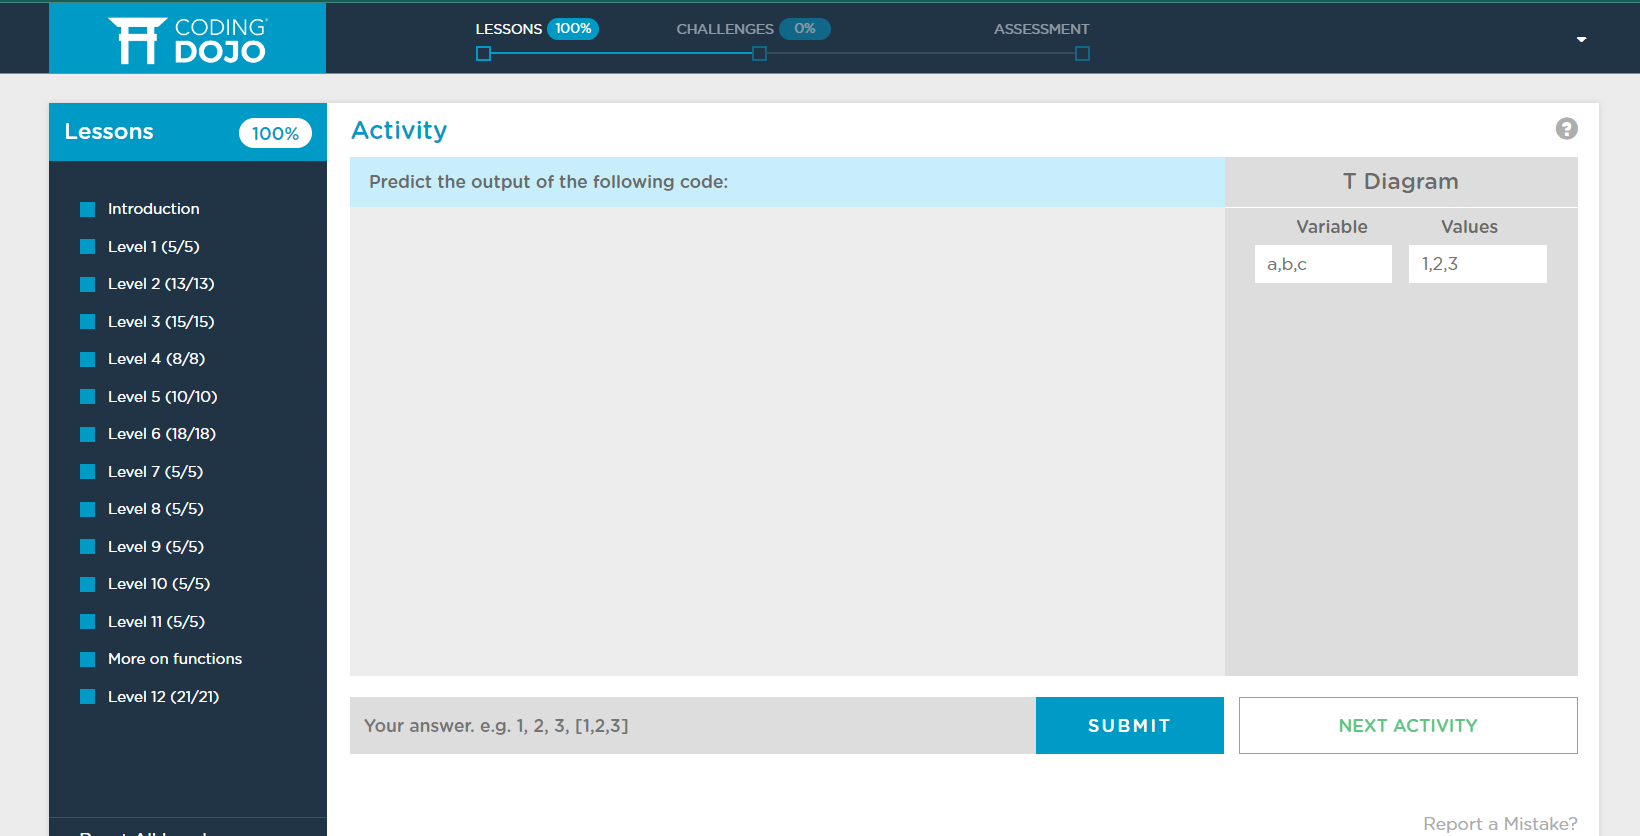 CODING
DOJO
LESSONS 100%
CHALLENGES 0%
ASSESSMENT
Lessons 100%
Introduction
Level 1 (5/5)
Level 2 (13/13)
Level 3 (15/15)
Level 4 (8/8)
Level 5 (10/10)
Level 6 (18/18)
Level 7 (5/5)
Level 8 (5/5)
Level 9 (5/5)
Level 10 (5/5)
Level 11 (5/5)
More on functions
Level 12 (21/21)
Activity
?
Predict the output of the following code:
T Diagram
Variable Values
a,b,c 1,2,3
Your answer. e.g. 1, 2, 3, [1,2,3]
SUBMIT
NEXT ACTIVITY
Report a Mistake?